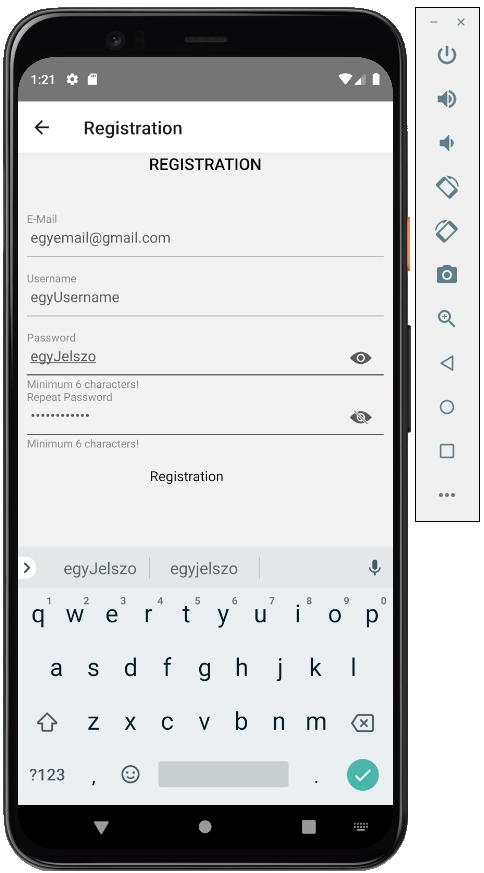 1:21
Registration
REGISTRATION
E-Mail
egyemail@gmail.com
Username
egyUsername
Password
egyJelszo
Minimum 6 characters!
Repeat Password
••••••••••••
Minimum 6 characters!
Registration
egyJelszo egyjelszo
q1 w2 e3 r4 t5 y6 u7 i8 o9 p0
a s d f g h j k l
z x c v b n m
?123 , .